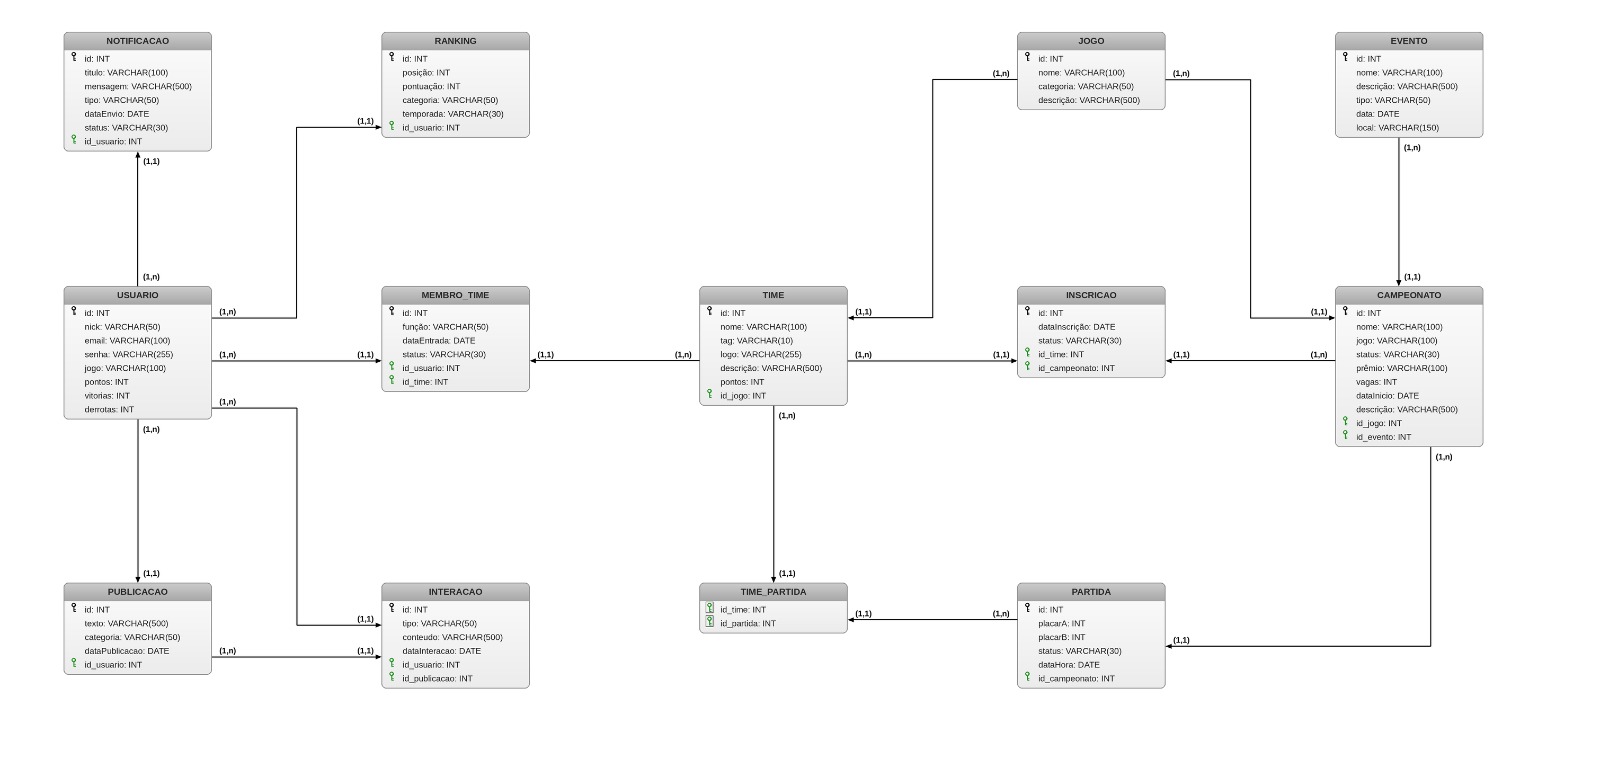 NOTIFICACAO
id: INT
titulo: VARCHAR(100)
mensagem: VARCHAR(500)
tipo: VARCHAR(50)
dataEnvio: DATE
status: VARCHAR(30)
id_usuario: INT
(1,1)
(1,n)
RANKING
id: INT
posição: INT
pontuação: INT
categoria: VARCHAR(50)
temporada: VARCHAR(30)
id_usuario: INT
(1,1)
JOGO
id: INT
nome: VARCHAR(100)
categoria: VARCHAR(50)
descrição: VARCHAR(500)
(1,n)
(1,n)
EVENTO
id: INT
nome: VARCHAR(100)
descrição: VARCHAR(500)
tipo: VARCHAR(50)
data: DATE
local: VARCHAR(150)
(1,n)
(1,1)
USUARIO
id: INT
nick: VARCHAR(50)
email: VARCHAR(100)
senha: VARCHAR(255)
jogo: VARCHAR(100)
pontos: INT
vitorias: INT
derrotas: INT
(1,n)
(1,n)
(1,n)
(1,n)
(1,1)
MEMBRO_TIME
id: INT
função: VARCHAR(50)
dataEntrada: DATE
status: VARCHAR(30)
id_usuario: INT
id_time: INT
(1,1)
(1,n)
TIME
id: INT
nome: VARCHAR(100)
tag: VARCHAR(10)
logo: VARCHAR(255)
descrição: VARCHAR(500)
pontos: INT
id_jogo: INT
(1,1)
(1,n)
(1,n)
(1,1)
INSCRICAO
id: INT
dataInscrição: DATE
status: VARCHAR(30)
id_time: INT
id_campeonato: INT
(1,1)
(1,1)
(1,n)
CAMPEONATO
id: INT
nome: VARCHAR(100)
jogo: VARCHAR(100)
status: VARCHAR(30)
prêmio: VARCHAR(100)
vagas: INT
dataInicio: DATE
descrição: VARCHAR(500)
id_jogo: INT
id_evento: INT
(1,n)
(1,1)
PUBLICACAO
id: INT
texto: VARCHAR(500)
categoria: VARCHAR(50)
dataPublicacao: DATE
id_usuario: INT
(1,n)
(1,1)
(1,1)
INTERACAO
id: INT
tipo: VARCHAR(50)
conteudo: VARCHAR(500)
dataInteracao: DATE
id_usuario: INT
id_publicacao: INT
(1,1)
TIME_PARTIDA
id_time: INT
id_partida: INT
(1,1)
(1,n)
PARTIDA
id: INT
placarA: INT
placarB: INT
status: VARCHAR(30)
dataHora: DATE
id_campeonato: INT
(1,1)